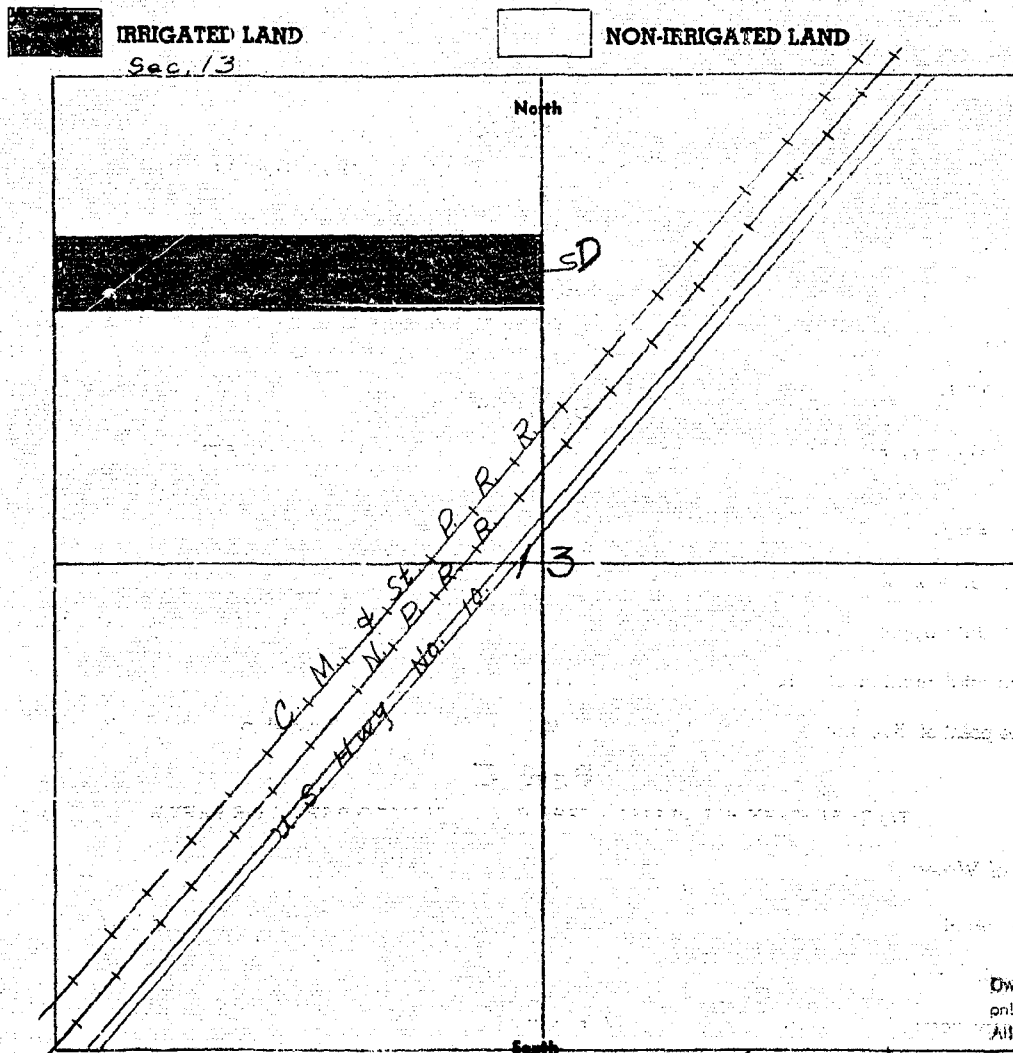 IRRIGATED LAND
NON-IRRIGATED LAND
Sec. 13
North
SD
C. M. & St. P. R. R.
N. P. R. R.
13
U S Hwy No. 10.
South